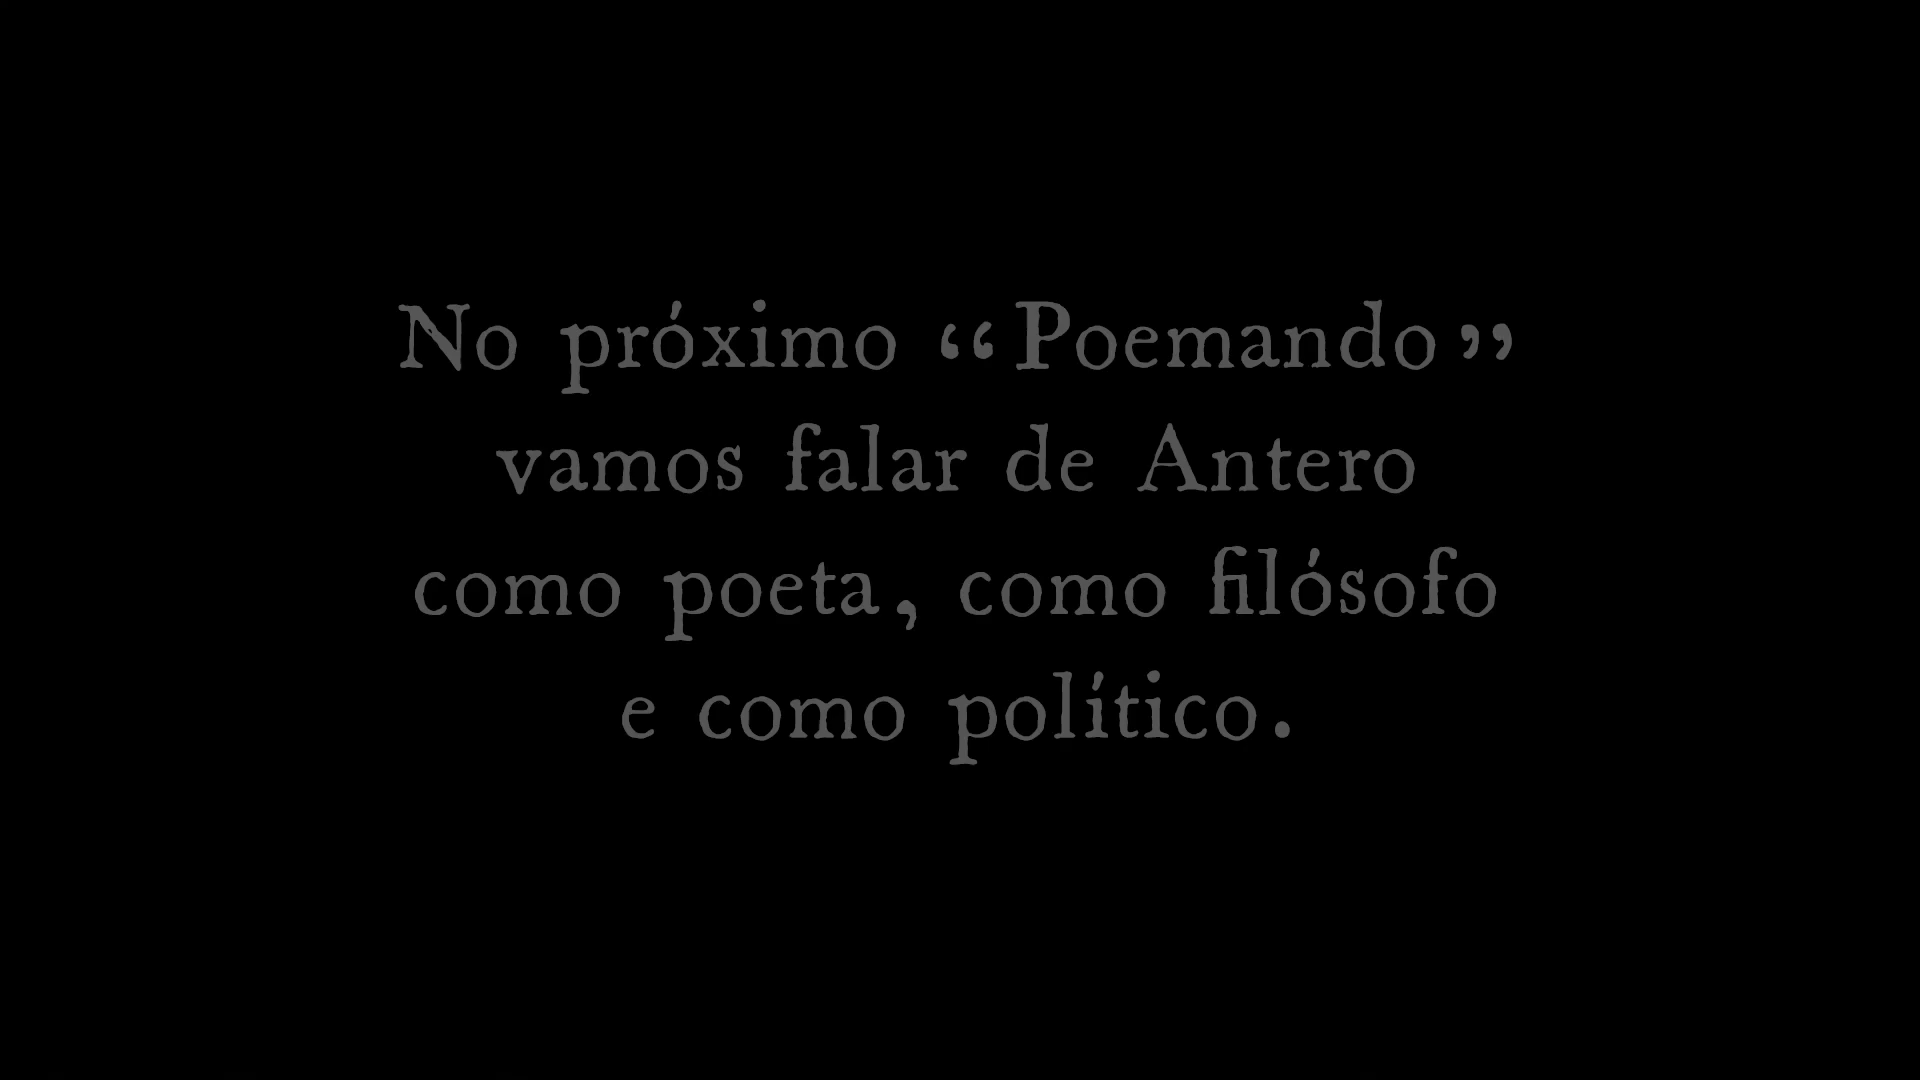 No próximo “Poemando”
vamos falar de Antero
como poeta, como filósofo
e como político.